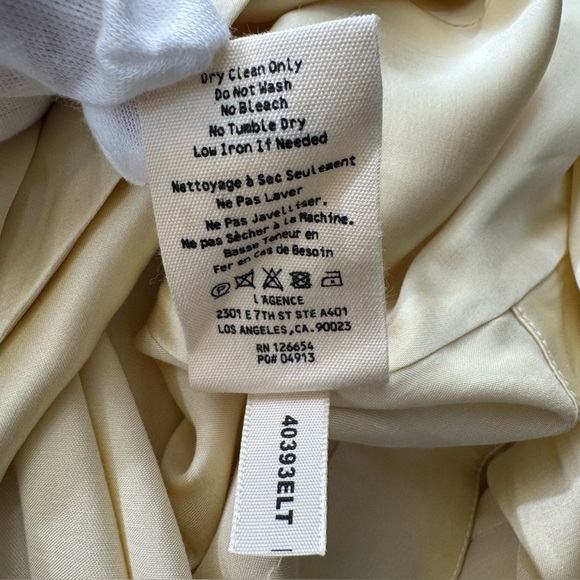 Dry Clean Only
Do Not Wash
No Bleach
No Tumble Dry
Low Iron If Needed
Nettoyage à Sec Seulement
Ne Pas Laver
Ne Pas Javelliser.
Ne pas Sècher à la Machine.
Basse Teneur en
Fer en cas de Besoin
P
L'AGENCE
2301 E 7TH ST STE A401
LOS ANGELES,CA.90023
RN 126654
PO# 04913
40393ELT